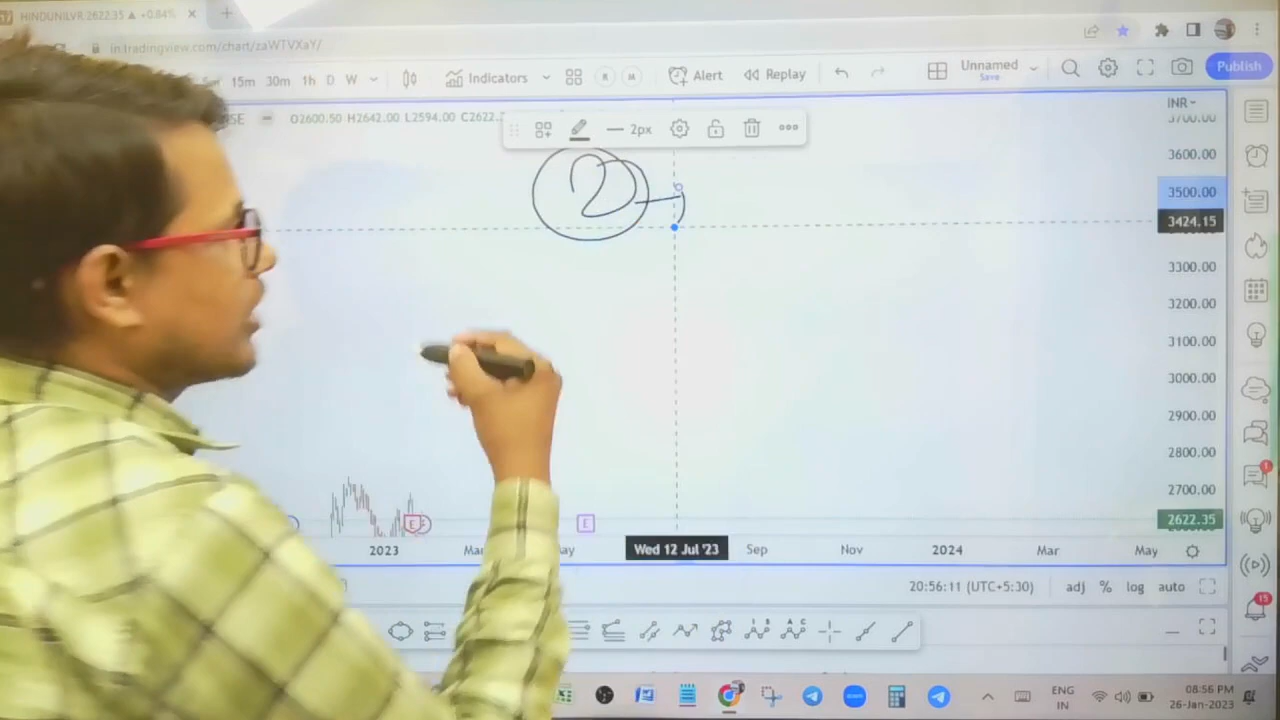 HINDUNILVR 2622.35 ▲ +0.84%
in.tradingview.com/chart/zaWTVXaY/
15m 30m 1h D W Indicators Alert Replay Unnamed Save Publish
SE O2600.50 H2642.00 L2594.00 C2622.
2px
INR
3700.00
3600.00
3500.00
3424.15
3300.00
3200.00
3100.00
3000.00
2900.00
2800.00
2700.00
2622.35
2
E E
E
2023 Mar ay Wed 12 Jul '23 Sep Nov 2024 Mar May
20:56:11 (UTC+5:30) adj % log auto
15
ENG
IN
08:56 PM
26-Jan-2023